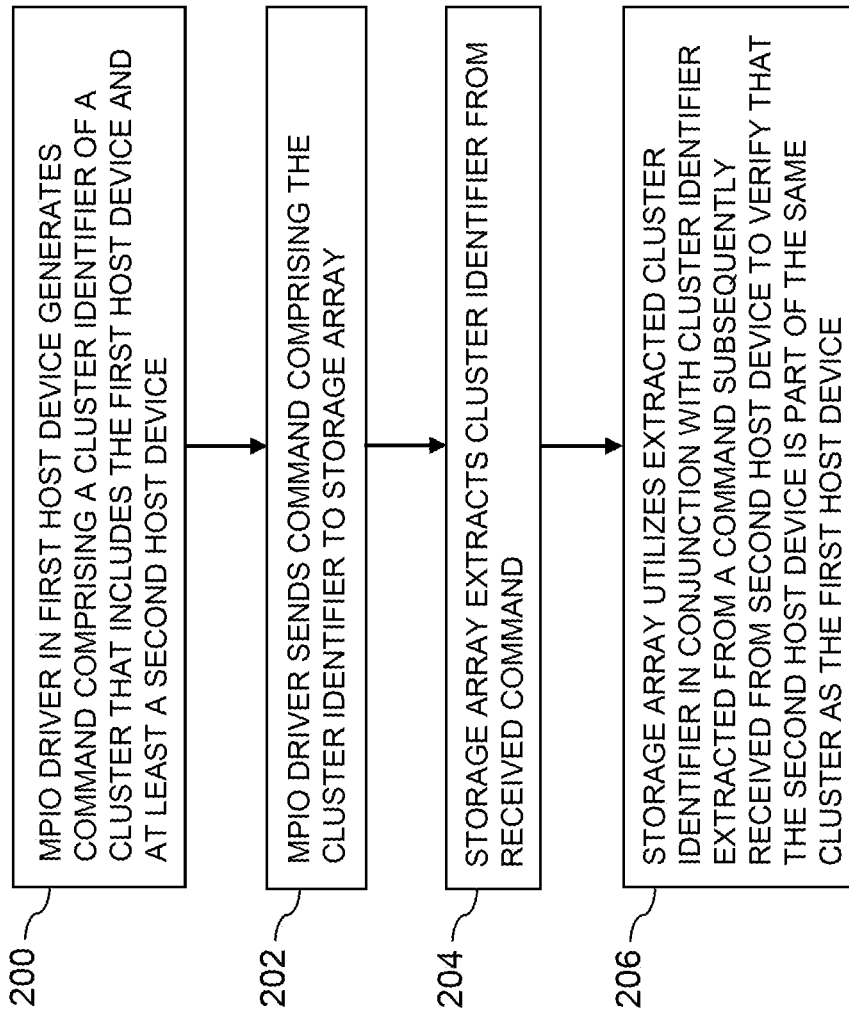 200
MPIO DRIVER IN FIRST HOST DEVICE GENERATES
COMMAND COMPRISING A CLUSTER IDENTIFIER OF A
CLUSTER THAT INCLUDES THE FIRST HOST DEVICE AND
AT LEAST A SECOND HOST DEVICE
202
MPIO DRIVER SENDS COMMAND COMPRISING THE
CLUSTER IDENTIFIER TO STORAGE ARRAY
204
STORAGE ARRAY EXTRACTS CLUSTER IDENTIFIER FROM
RECEIVED COMMAND
206
STORAGE ARRAY UTILIZES EXTRACTED CLUSTER
IDENTIFIER IN CONJUNCTION WITH CLUSTER IDENTIFIER
EXTRACTED FROM A COMMAND SUBSEQUENTLY
RECEIVED FROM SECOND HOST DEVICE TO VERIFY THAT
THE SECOND HOST DEVICE IS PART OF THE SAME
CLUSTER AS THE FIRST HOST DEVICE